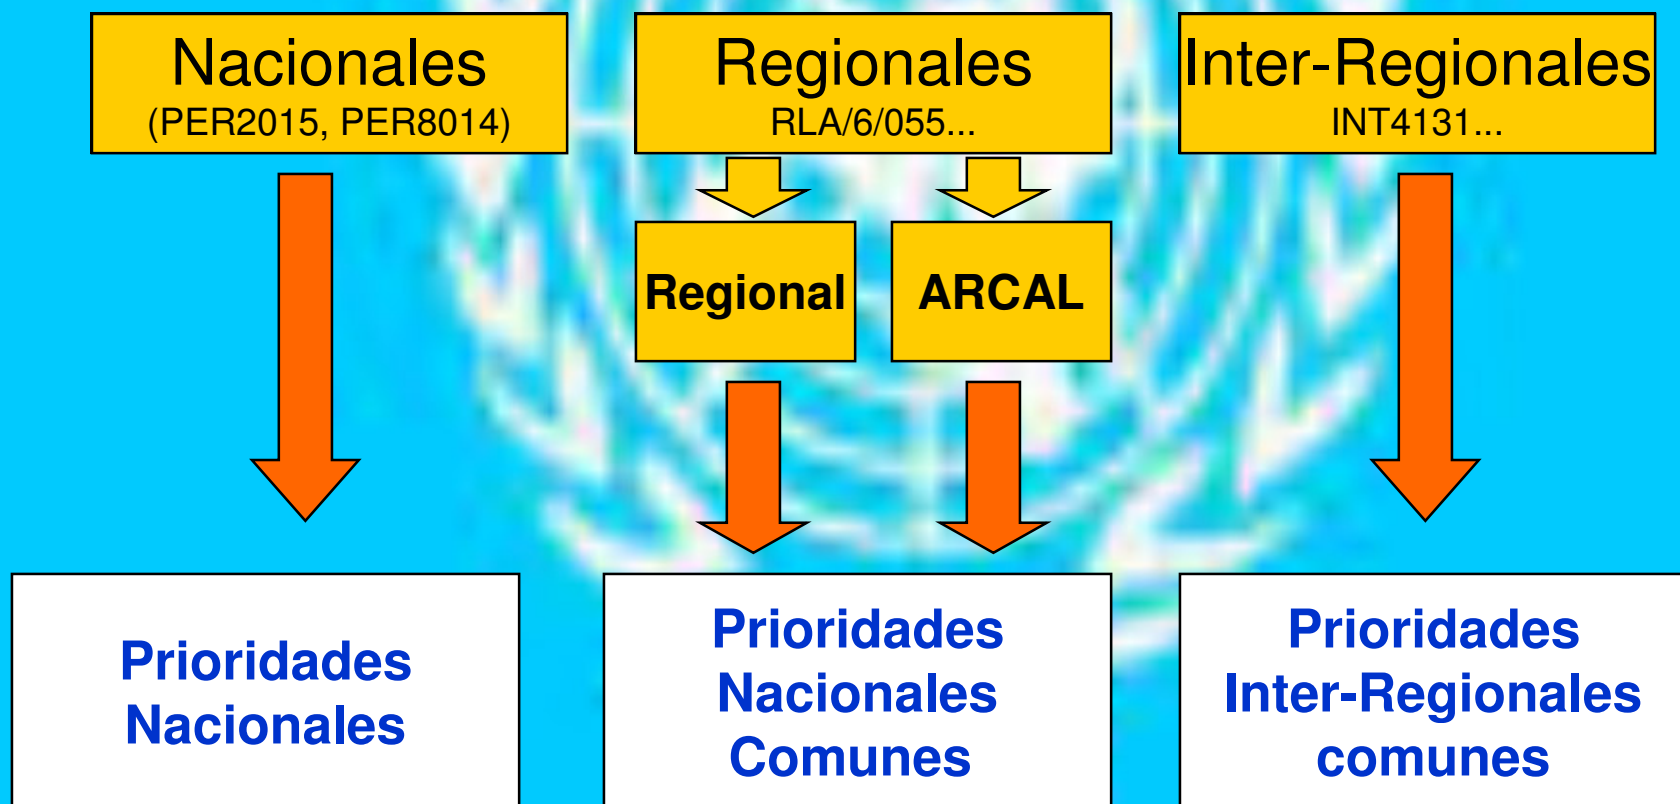 Nacionales
(PER2015, PER8014)
Regionales
RLA/6/055...
Inter-Regionales
INT4131...
Regional
ARCAL
Prioridades
Nacionales
Prioridades
Nacionales
Comunes
Prioridades
Inter-Regionales
comunes